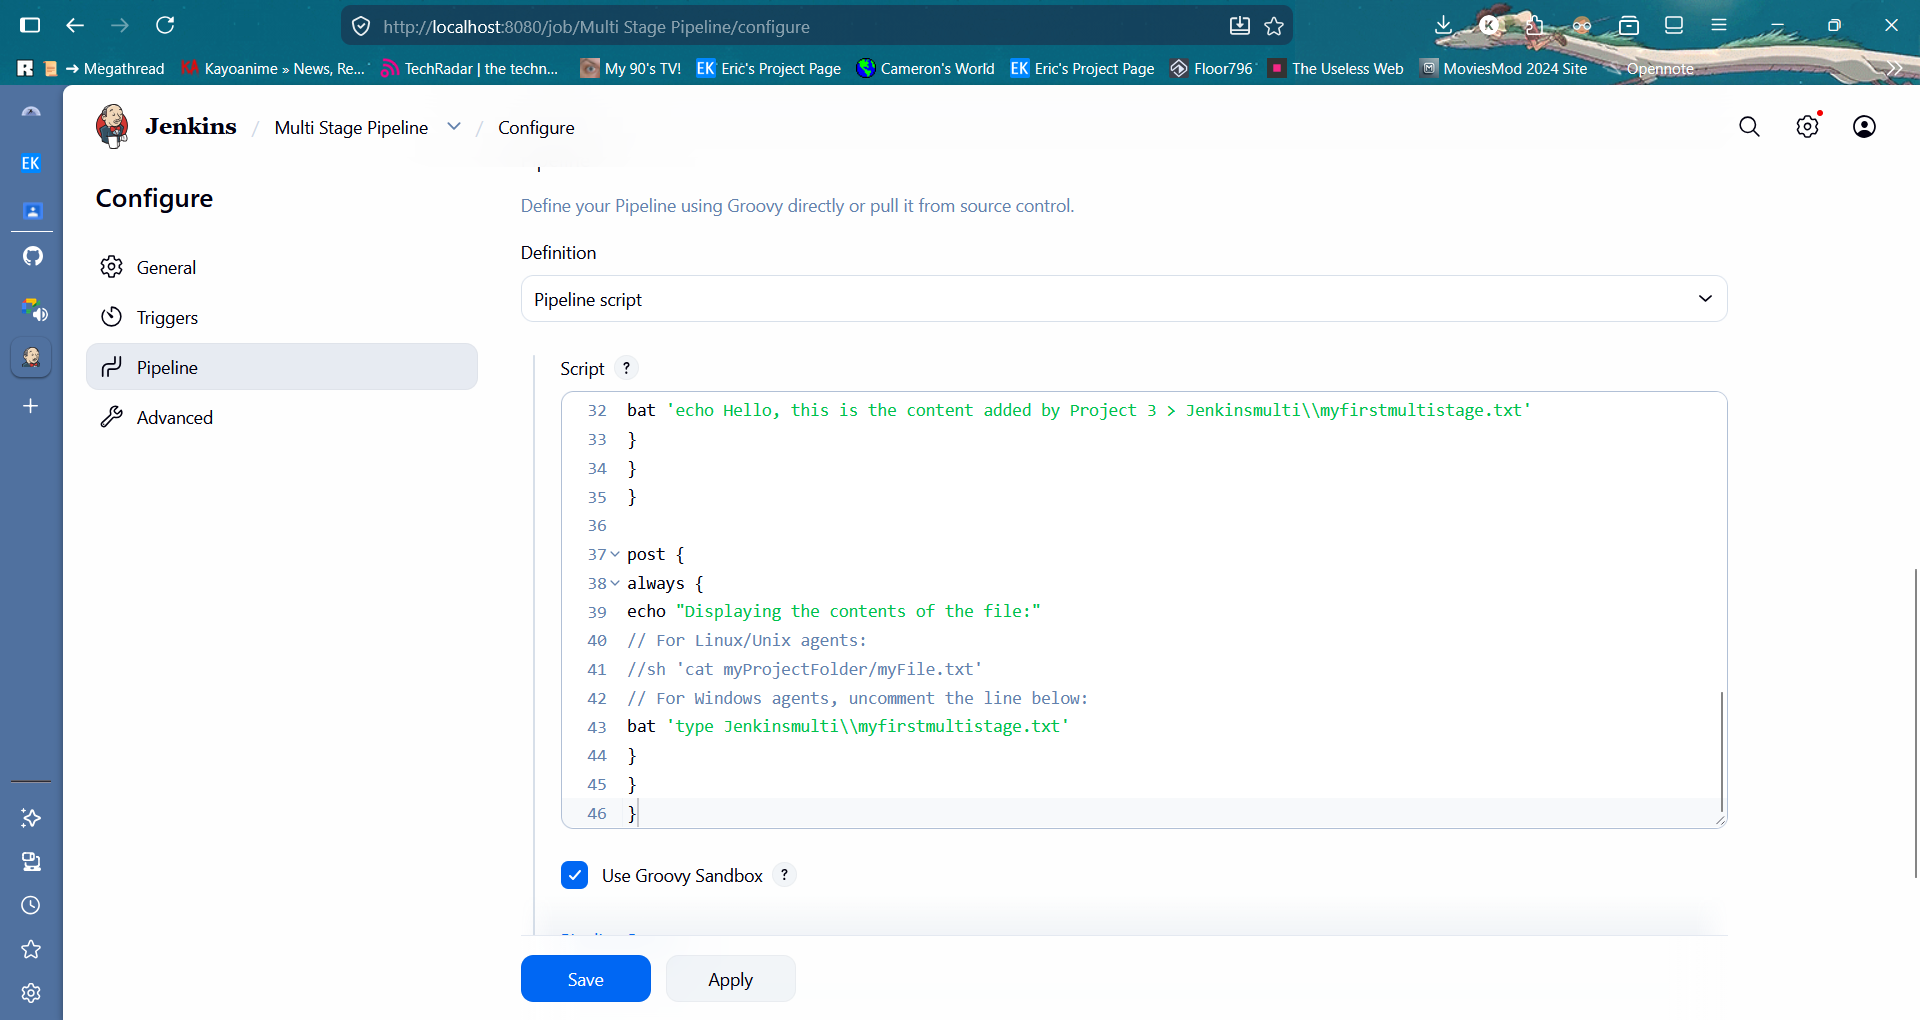 http://localhost:8080/job/Multi Stage Pipeline/configure
K
R → Megathread KA Kayoanime » News, Re... TechRadar | the techn... My 90's TV! EK Eric's Project Page Cameron's World EK Eric's Project Page Floor796 The Useless Web M MoviesMod 2024 Site Opennote
EK
Jenkins / Multi Stage Pipeline / Configure
Configure
General
Triggers
Pipeline
Advanced
Define your Pipeline using Groovy directly or pull it from source control.
Definition
Pipeline script
Script ?
32 bat 'echo Hello, this is the content added by Project 3 > Jenkinsmulti\\myfirstmultistage.txt'
33 }
34 }
35 }
36
37 post {
38 always {
39 echo "Displaying the contents of the file:"
40 // For Linux/Unix agents:
41 //sh 'cat myProjectFolder/myFile.txt'
42 // For Windows agents, uncomment the line below:
43 bat 'type Jenkinsmulti\\myfirstmultistage.txt'
44 }
45 }
46 }
Use Groovy Sandbox ?
Save Apply